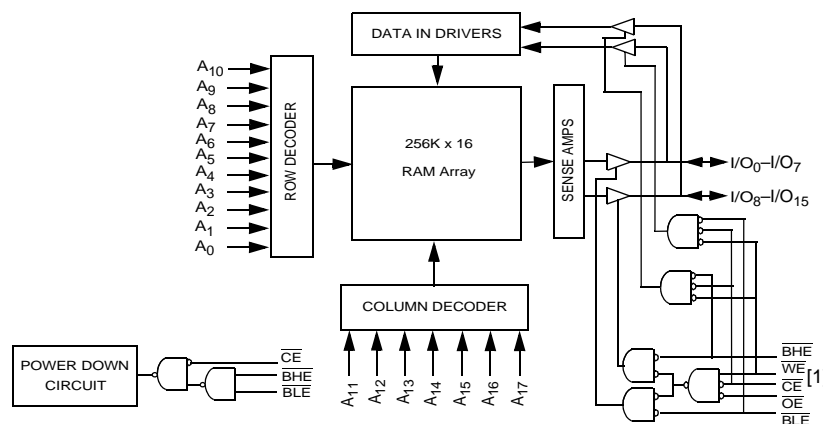 DATA IN DRIVERS
A10
A9
A8
A7
A6
A5
A4
A3
A2
A1
A0
ROW DECODER
256K x 16
RAM Array
SENSE AMPS
I/O0–I/O7
I/O8–I/O15
COLUMN DECODER
A11
A12
A13
A14
A15
A16
A17
POWER DOWN
CIRCUIT
CE
BHE
BLE
BHE
WE
CE
[1
OE
BLE